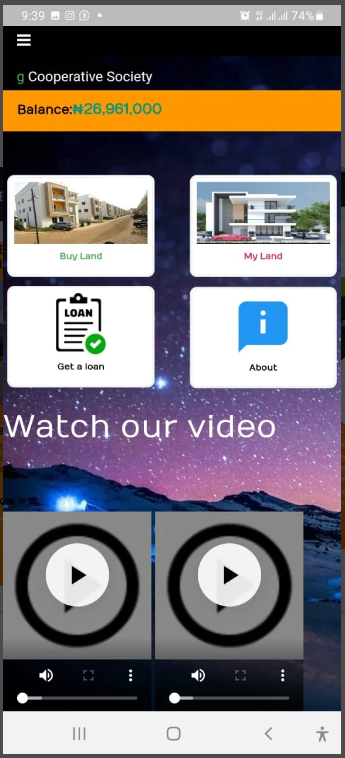 9:39
74%
g Cooperative Society
Balance:₦26,961,000
Buy Land
My Land
LOAN
Get a loan
About
Watch our video